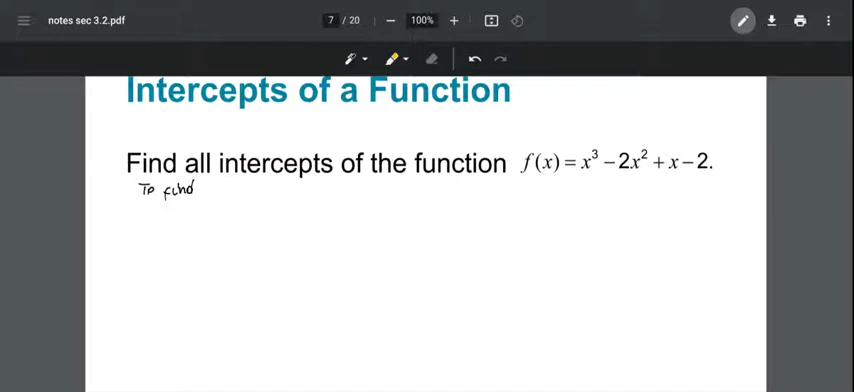 notes sec 3.2.pdf
7 / 20
100%
Intercepts of a Function
Find all intercepts of the function f(x) = x³ − 2x² + x − 2.
To find